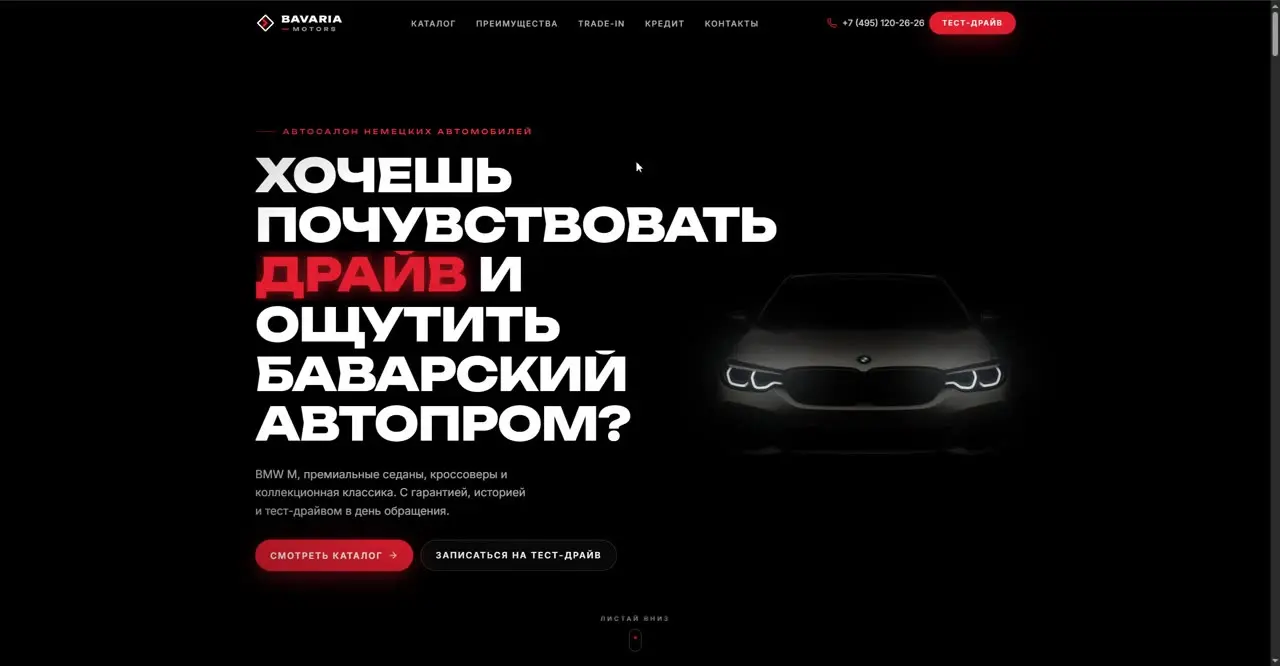 BAVARIA
MOTORS
КАТАЛОГ
ПРЕИМУЩЕСТВА
TRADE-IN
КРЕДИТ
КОНТАКТЫ
+7 (495) 120-26-26
ТЕСТ-ДРАЙВ
АВТОСАЛОН НЕМЕЦКИХ АВТОМОБИЛЕЙ
ХОЧЕШЬ
ПОЧУВСТВОВАТЬ
ДРАЙВ И
ОЩУТИТЬ
БАВАРСКИЙ
АВТОПРОМ?
BMW M, премиальные седаны, кроссоверы и
коллекционная классика. С гарантией, историей
и тест-драйвом в день обращения.
СМОТРЕТЬ КАТАЛОГ →
ЗАПИСАТЬСЯ НА ТЕСТ-ДРАЙВ
ЛИСТАЙ ВНИЗ